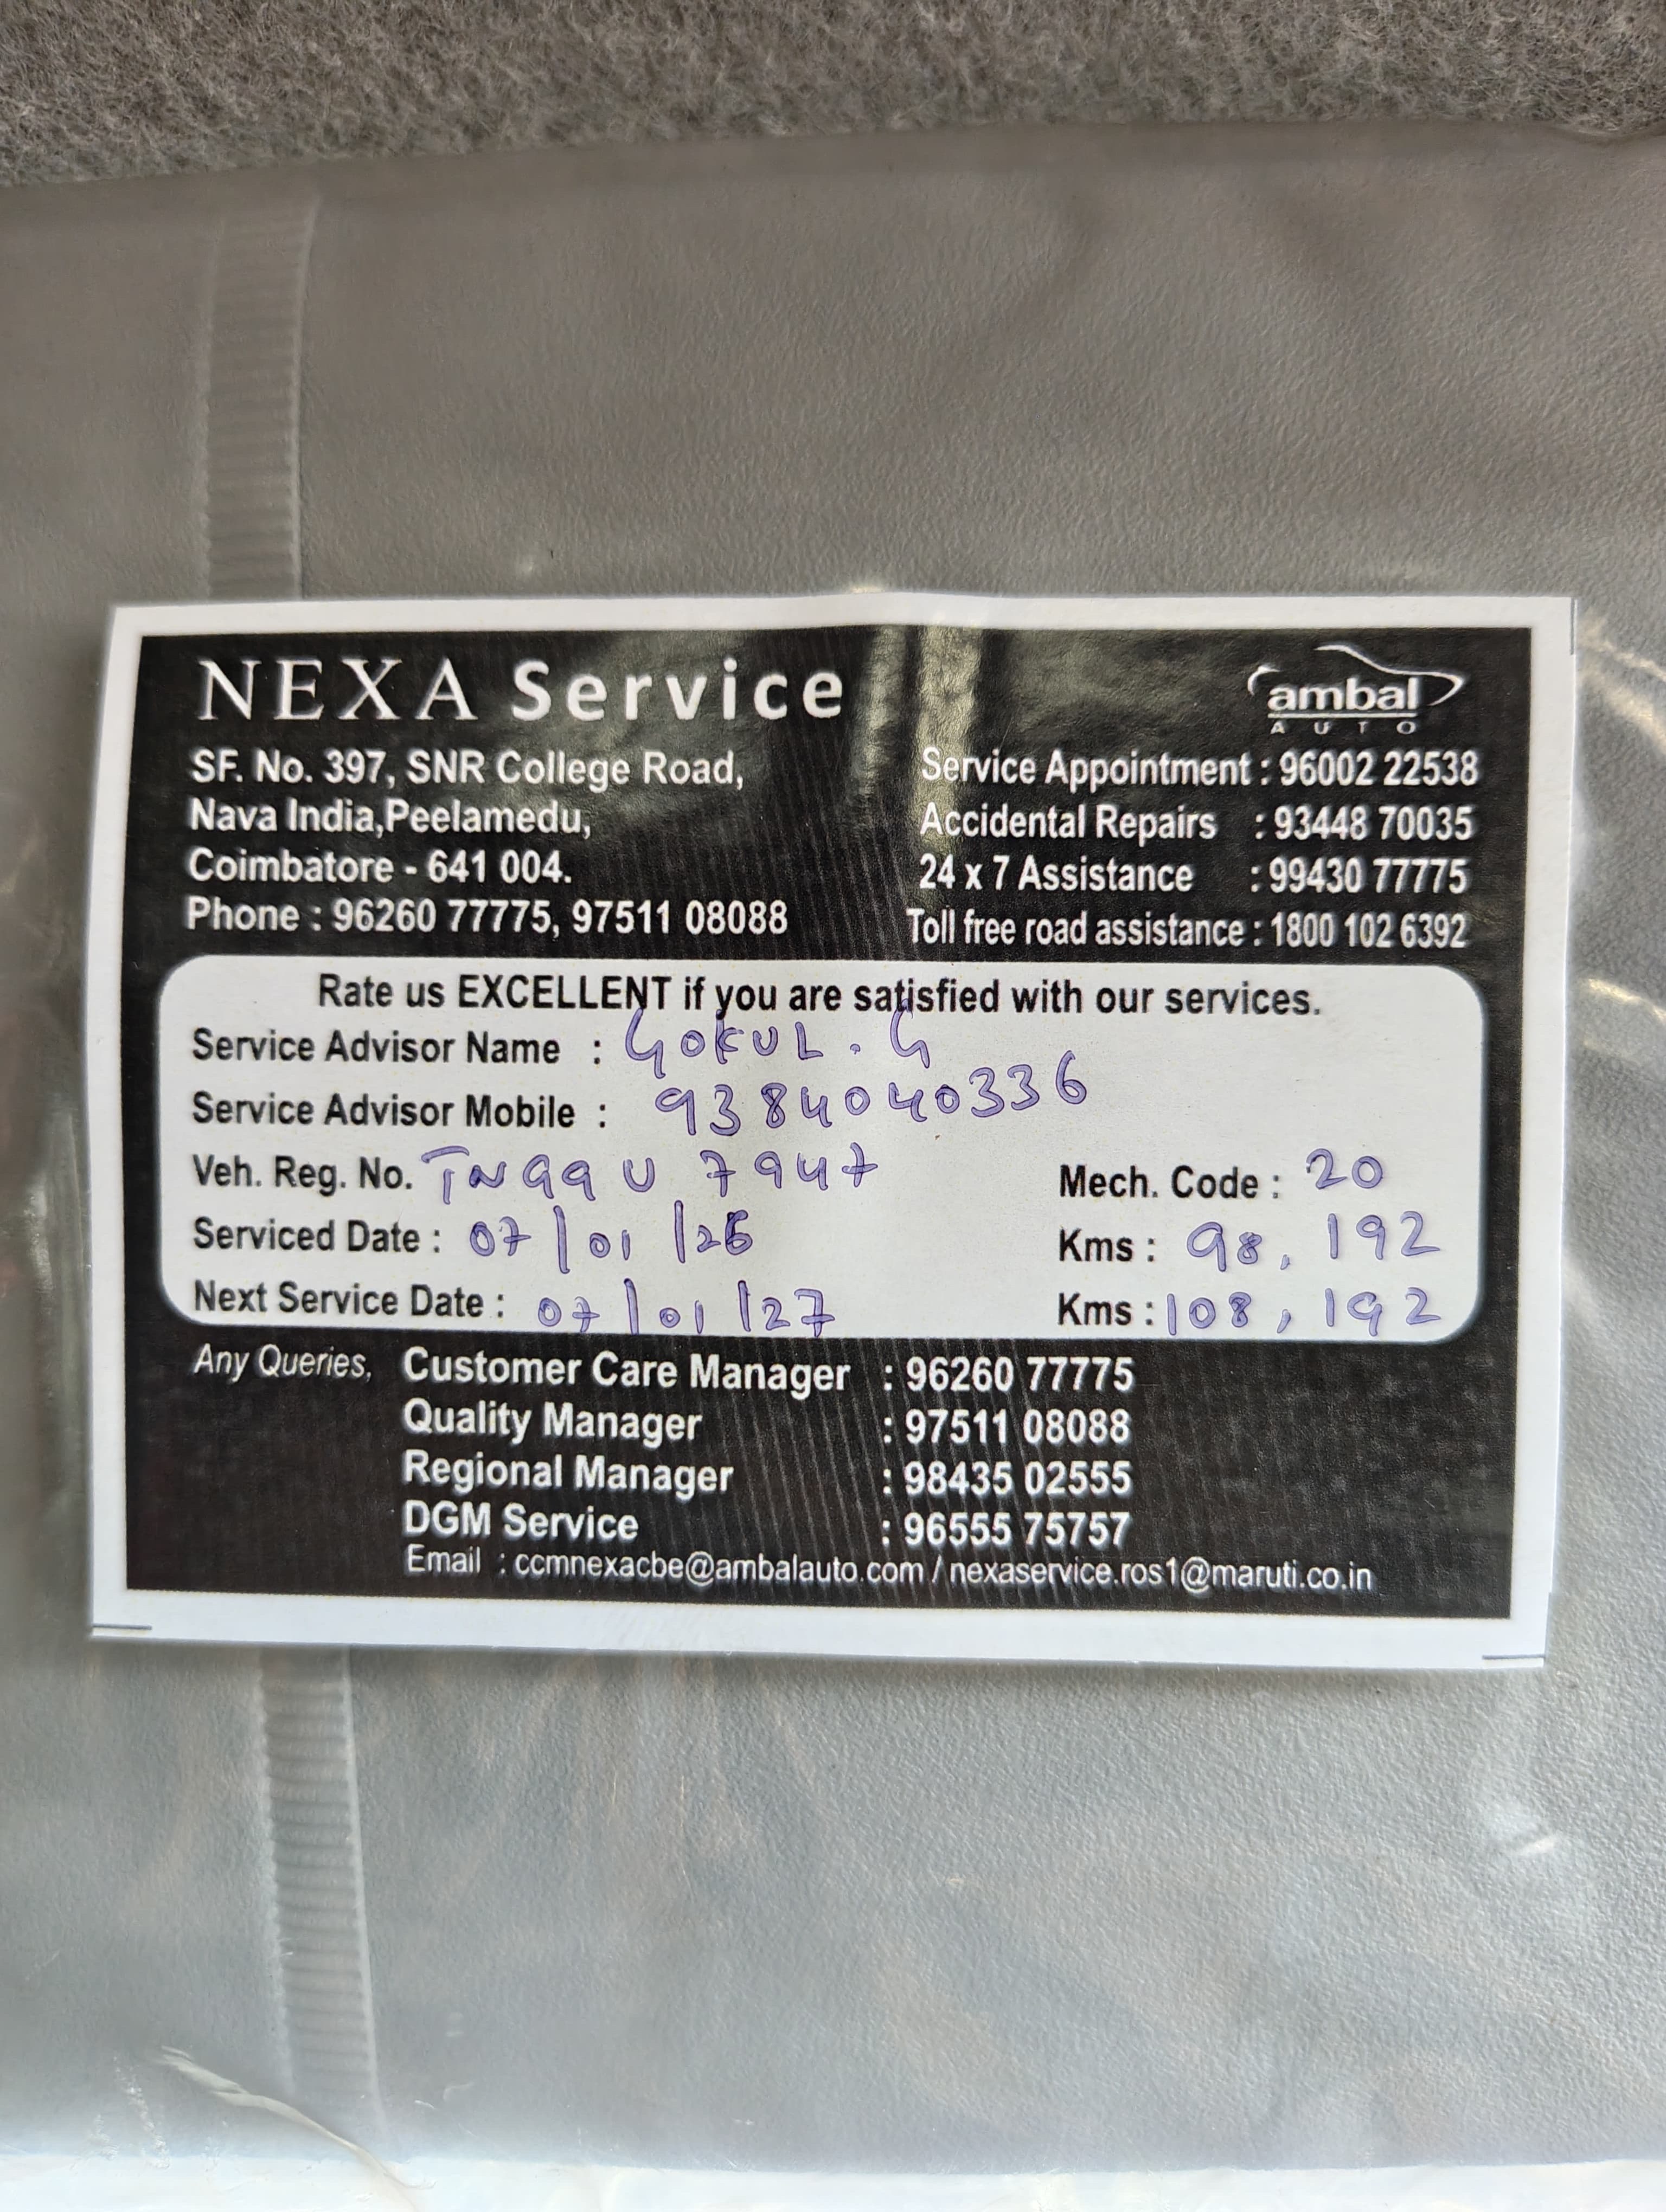 NEXA Service
ambal
AUTO
SF. No. 397, SNR College Road,
Nava India,Peelamedu,
Coimbatore - 641 004.
Phone : 96260 77775, 97511 08088
Service Appointment : 96002 22538
Accidental Repairs : 93448 70035
24 x 7 Assistance : 99430 77775
Toll free road assistance : 1800 102 6392
Rate us EXCELLENT if you are satisfied with our services.
Service Advisor Name : GOKUL . G
Service Advisor Mobile : 9384040336
Veh. Reg. No. TN99U 7947 Mech. Code : 20
Serviced Date : 07/01/26 Kms : 98,192
Next Service Date : 07/01/27 Kms : 108,192
Any Queries, Customer Care Manager : 96260 77775
Quality Manager : 97511 08088
Regional Manager : 98435 02555
DGM Service : 96555 75757
Email : ccmnexacbe@ambalauto.com / nexaservice.ros1@maruti.co.in